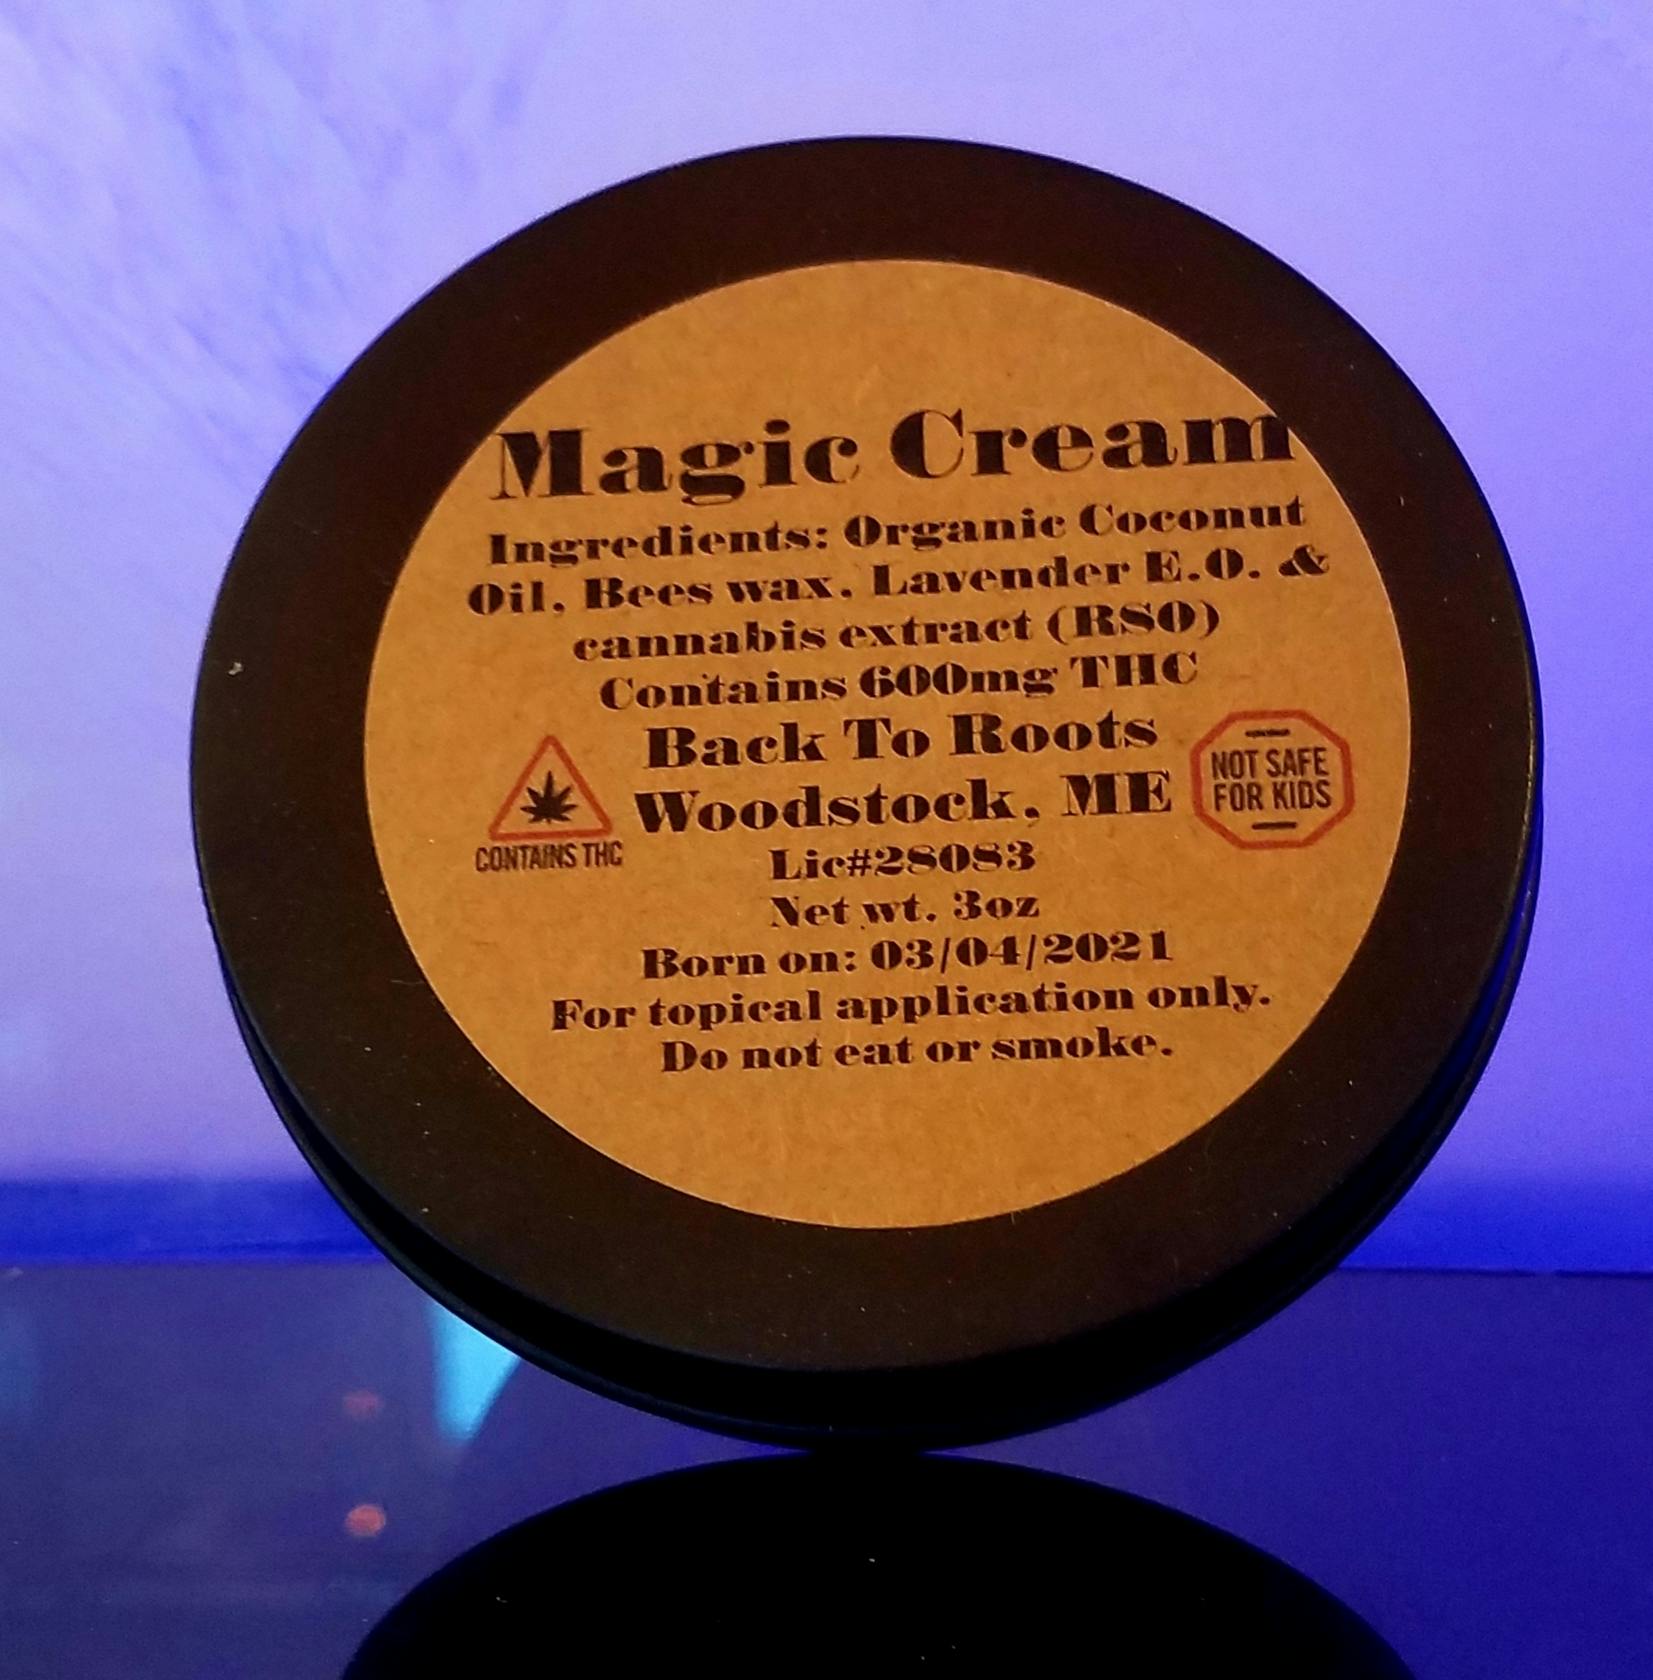 Magic Cream
Ingredients: Organic Coconut
Oil, Bees wax, Lavender E.O. &
cannabis extract (RSO)
Contains 600mg THC
Back To Roots
Woodstock, ME
CONTAINS THC
NOT SAFE
FOR KIDS
Lic#28083
Net wt. 3oz
Born on: 03/04/2021
For topical application only.
Do not eat or smoke.